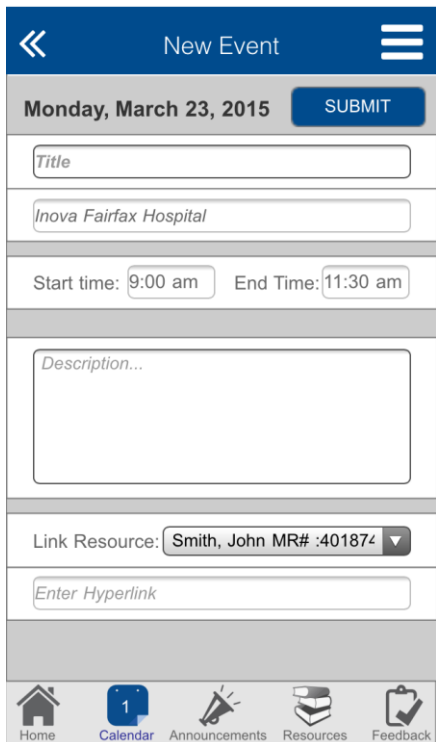 New Event
Monday, March 23, 2015 SUBMIT
Title
Inova Fairfax Hospital
Start time: 9:00 am End Time: 11:30 am
Description...
Link Resource: Smith, John MR# :401874
Enter Hyperlink
1
Home Calendar Announcements Resources Feedback